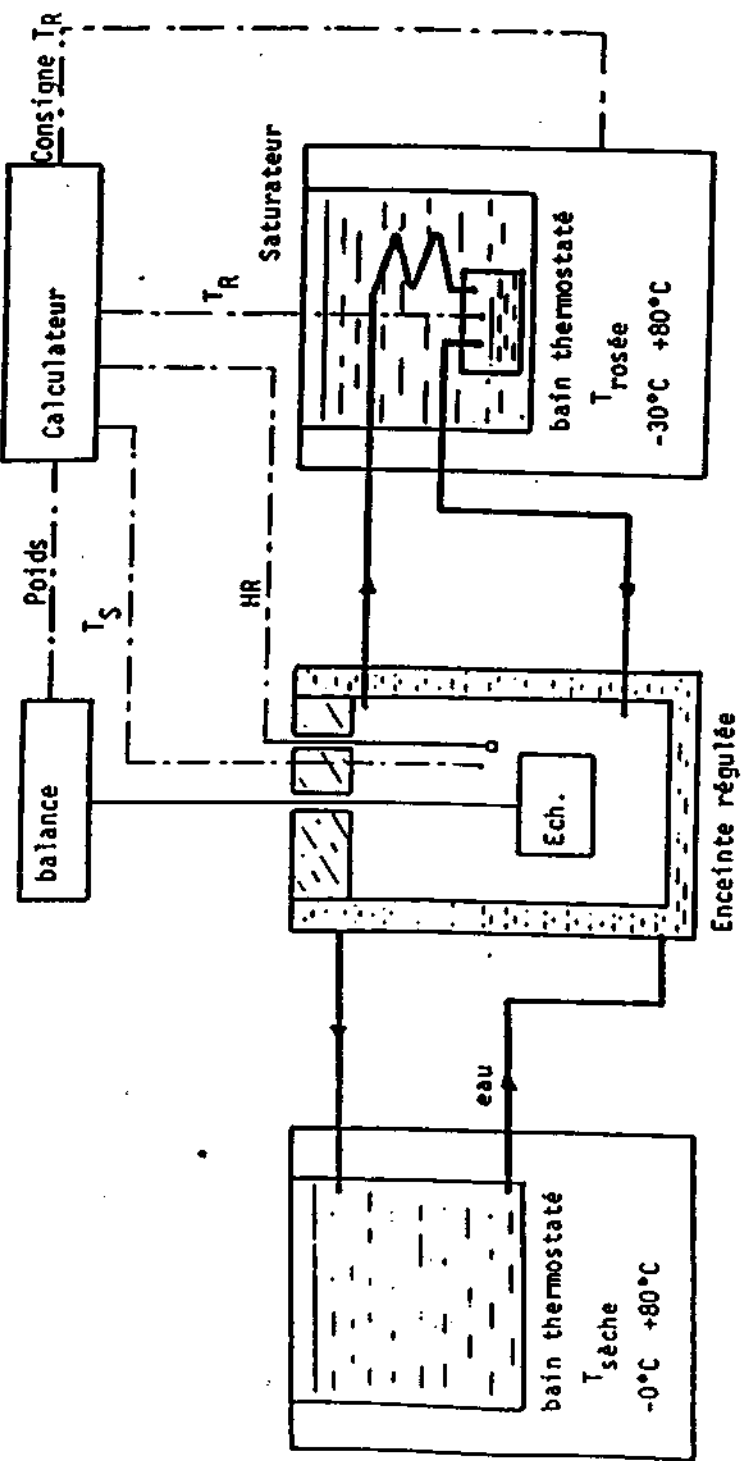 balance
Poids
Calculateur
Consigne T_R
T_S
HR
T_R
Saturateur
eau
Ech.
bain thermostaté
T_sèche
-0°C +80°C
Enceinte régulée
bain thermostaté
T_rosée
-30°C +80°C